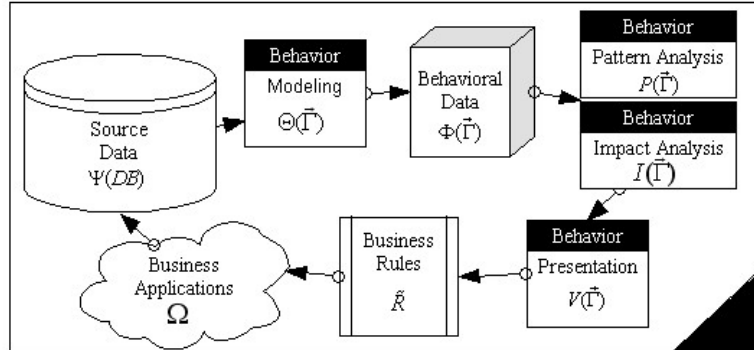 Source
Data
Ψ(DB)
Behavior
Modeling
Θ(Γ⃗)
Behavioral
Data
Φ(Γ⃗)
Behavior
Pattern Analysis
P(Γ⃗)
Behavior
Impact Analysis
I(Γ⃗)
Behavior
Presentation
V(Γ⃗)
Business
Rules
R̃
Business
Applications
Ω